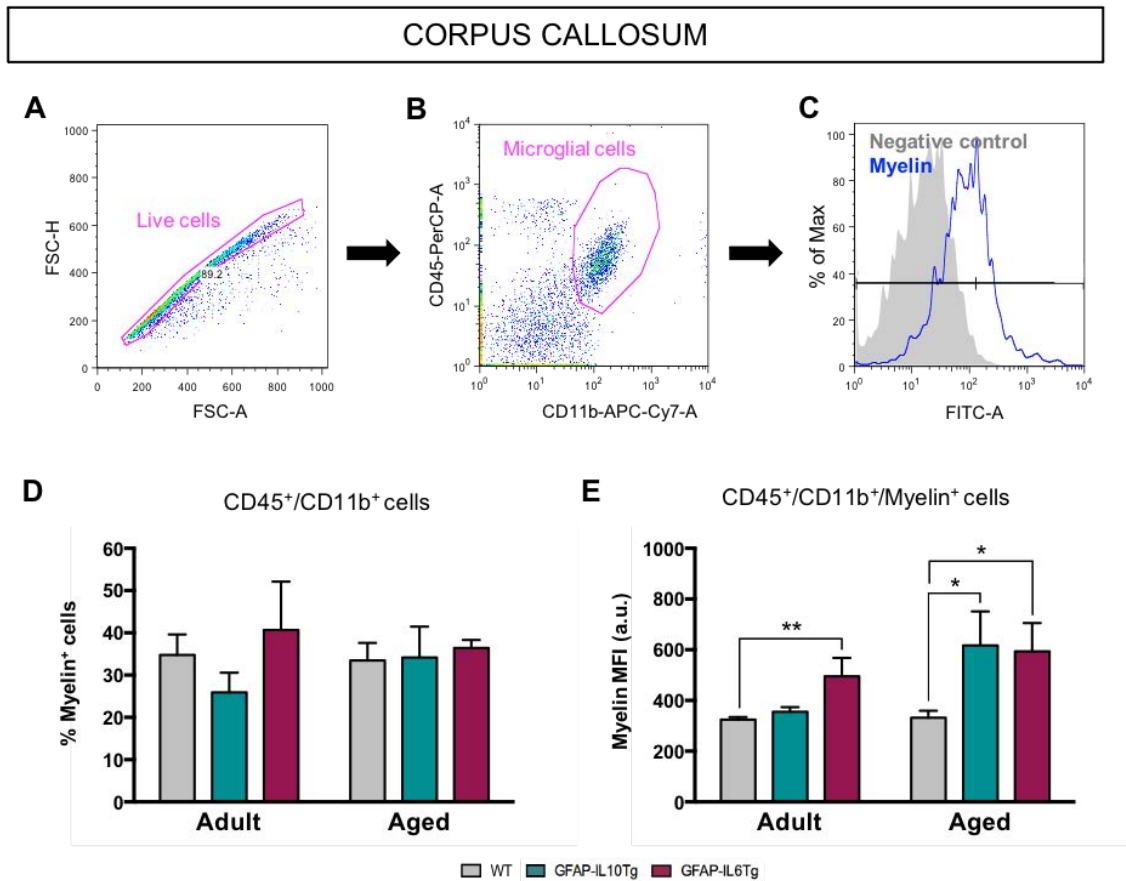 CORPUS CALLOSUM
A
B
C
1000
800
600
400
200
0
FSC-H
Live cells
89.2
0 200 400 600 800 1000
FSC-A
10⁴
10³
10²
10¹
10⁰
CD45-PerCP-A
Microglial cells
10⁰ 10¹ 10² 10³ 10⁴
CD11b-APC-Cy7-A
100
80
60
40
20
0
% of Max
Negative control
Myelin
10⁰ 10¹ 10² 10³ 10⁴
FITC-A
D
CD45⁺/CD11b⁺ cells
60
50
40
30
20
10
0
% Myelin⁺ cells
Adult Aged
E
CD45⁺/CD11b⁺/Myelin⁺ cells
1000
800
600
400
200
0
Myelin MFI (a.u.)
**
*
*
Adult Aged
WT GFAP-IL10Tg GFAP-IL6Tg